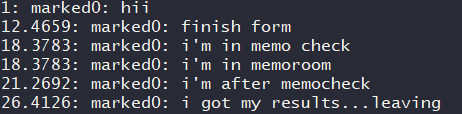 1: marked0: hii
12.4659: marked0: finish form
18.3783: marked0: i'm in memo check
18.3783: marked0: i'm in memoroom
21.2692: marked0: i'm after memocheck
26.4126: marked0: i got my results...leaving